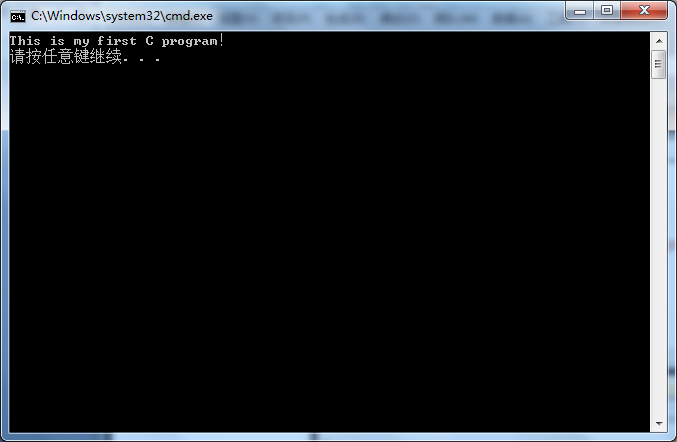 C:\Windows\system32\cmd.exe
This is my first C program!
请按任意键继续. . .